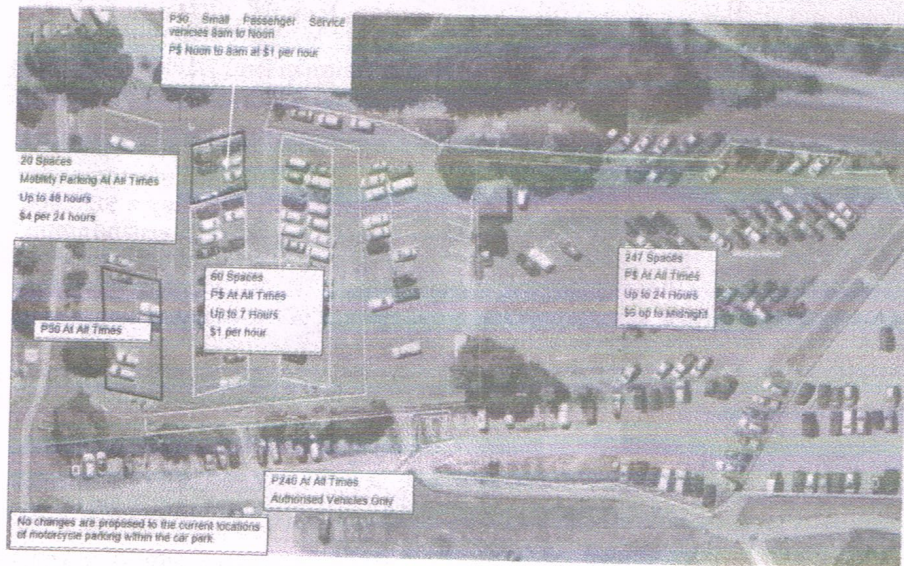 P30 Small Passenger Service
vehicles 8am to Noon
P$ Noon to 8am at $1 per hour
20 Spaces
Mobility Parking At All Times
Up to 48 hours
$4 per 24 hours
P30 At All Times
60 Spaces
P$ At All Times
Up to 7 Hours
$1 per hour
247 Spaces
P$ At All Times
Up to 24 Hours
$6 up to Midnight
P240 At All Times
Authorised Vehicles Only
No changes are proposed to the current locations
of motorcycle parking within the car park.